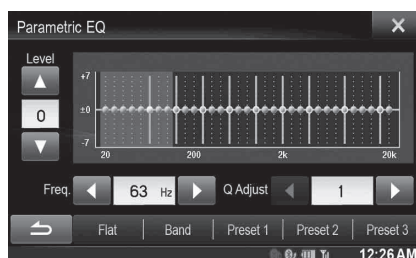 Parametric EQ
Level
+7
0
±0
-7
20 200 2k 20k
Freq. 63 Hz Q Adjust 1
Flat Band Preset 1 Preset 2 Preset 3
12:26 AM